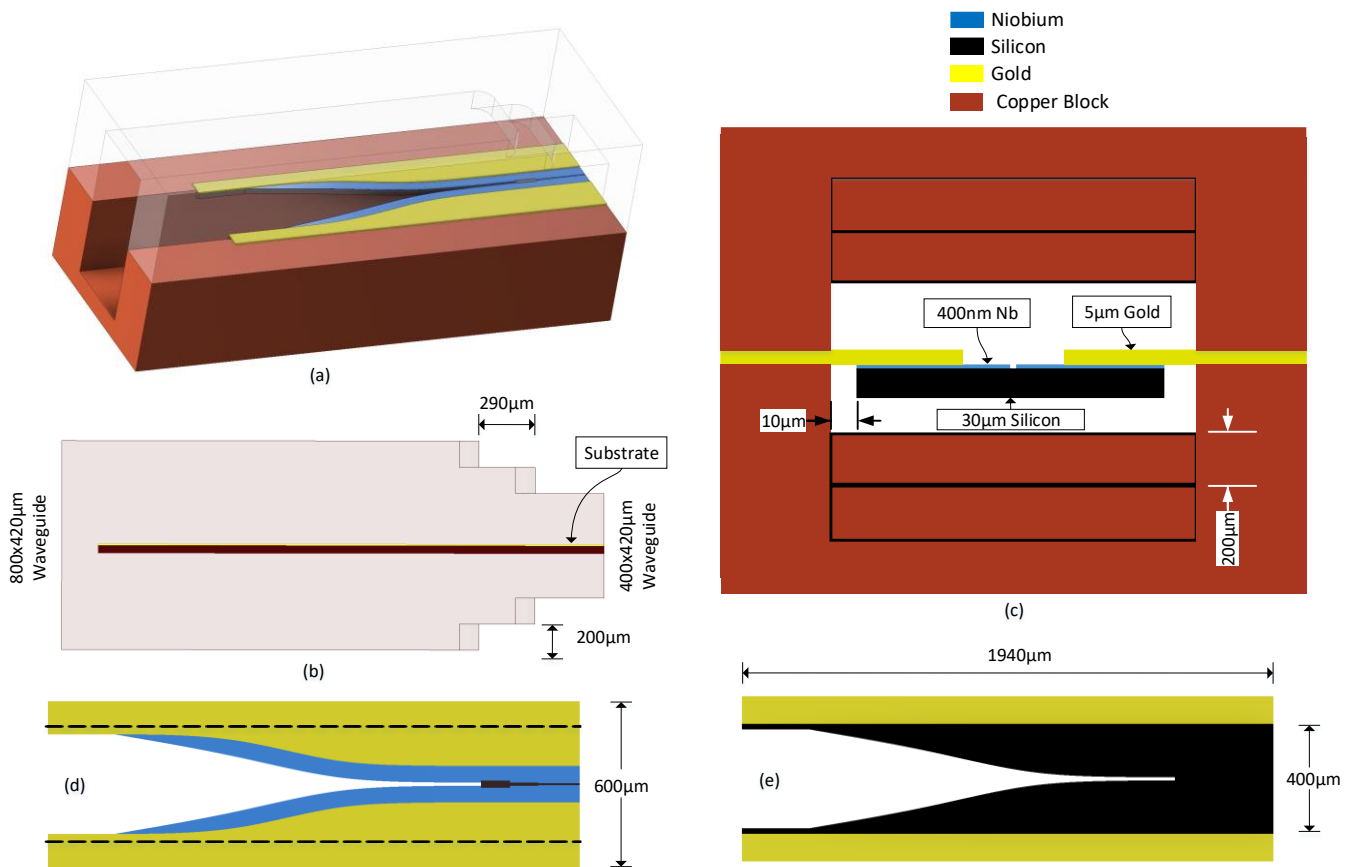 Niobium
Silicon
Gold
Copper Block
(a)
290µm
Substrate
800x420µm
Waveguide
400x420µm
Waveguide
200µm
(b)
400nm Nb
5µm Gold
10µm
30µm Silicon
200µm
(c)
(d)
600µm
1940µm
(e)
400µm